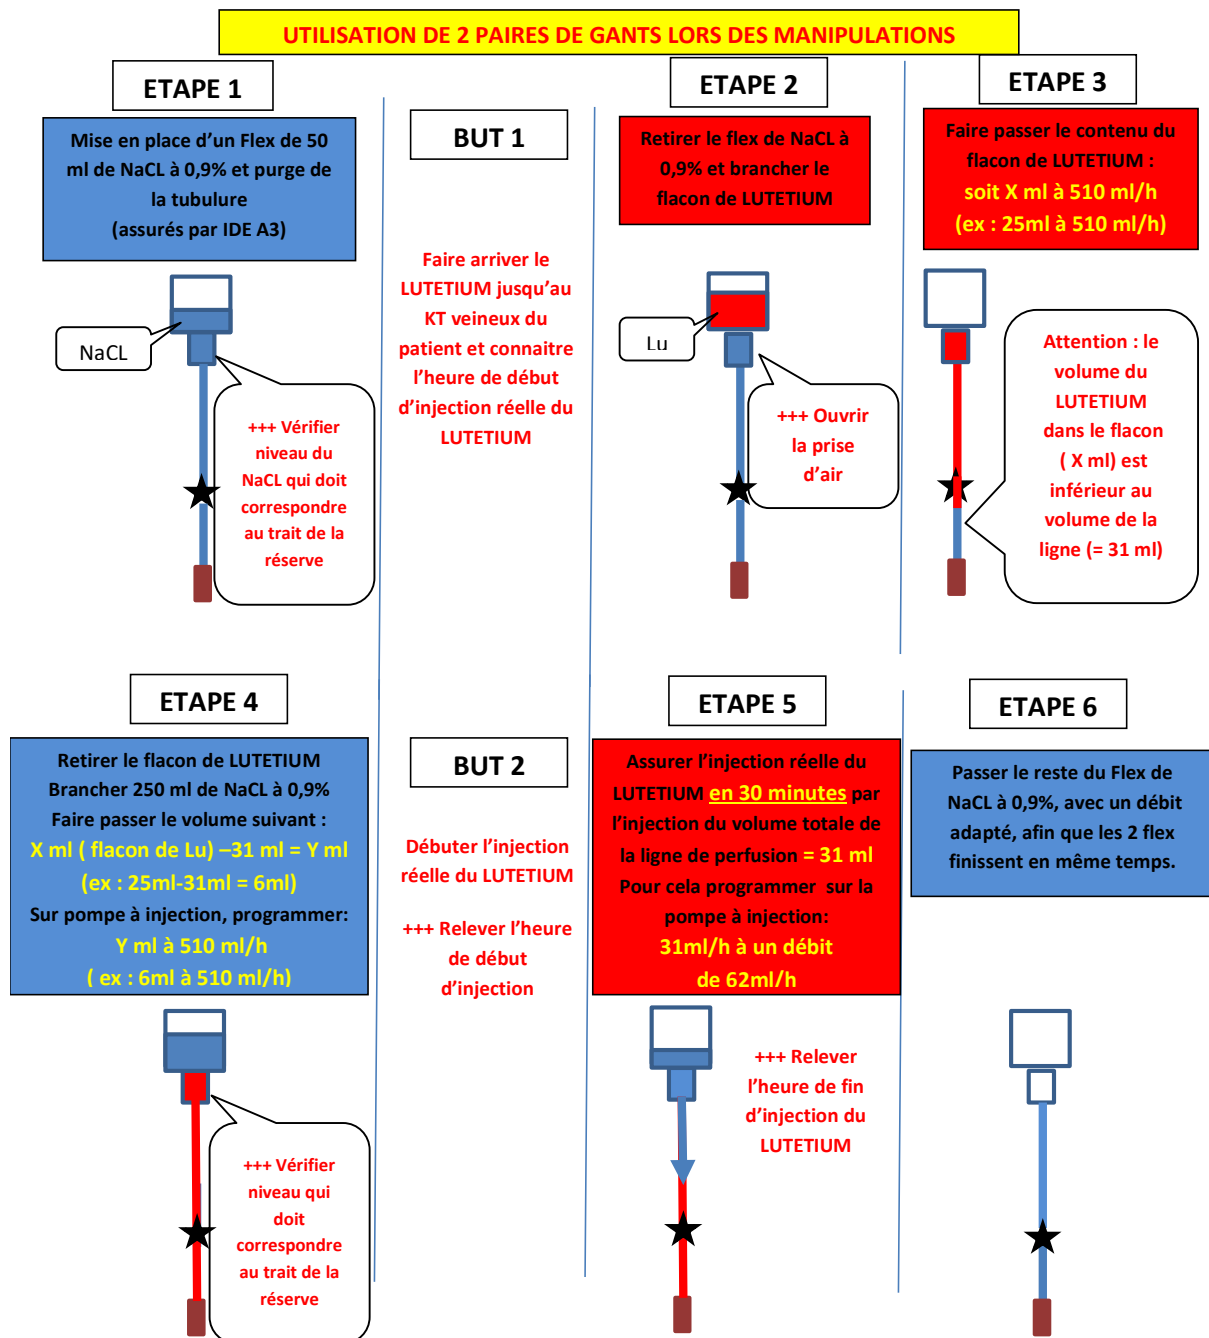 UTILISATION DE 2 PAIRES DE GANTS LORS DES MANIPULATIONS
ETAPE 1
Mise en place d’un Flex de 50
ml de NaCL à 0,9% et purge de
la tubulure
(assurés par IDE A3)
NaCL
+++ Vérifier
niveau du
NaCL qui doit
correspondre
au trait de la
réserve
BUT 1
Faire arriver le
LUTETIUM jusqu’au
KT veineux du
patient et connaitre
l’heure de début
d’injection réelle du
LUTETIUM
ETAPE 2
Retirer le flex de NaCL à
0,9% et brancher le
flacon de LUTETIUM
Lu
+++ Ouvrir
la prise
d’air
ETAPE 3
Faire passer le contenu du
flacon de LUTETIUM :
soit X ml à 510 ml/h
(ex : 25ml à 510 ml/h)
Attention : le
volume du
LUTETIUM
dans le flacon
( X ml) est
inférieur au
volume de la
ligne (= 31 ml)
ETAPE 4
Retirer le flacon de LUTETIUM
Brancher 250 ml de NaCL à 0,9%
Faire passer le volume suivant :
X ml ( flacon de Lu) –31 ml = Y ml
(ex : 25ml-31ml = 6ml)
Sur pompe à injection, programmer:
Y ml à 510 ml/h
( ex : 6ml à 510 ml/h)
+++ Vérifier
niveau qui
doit
correspondre
au trait de la
réserve
BUT 2
Débuter l’injection
réelle du LUTETIUM
+++ Relever l’heure
de début
d’injection
ETAPE 5
Assurer l’injection réelle du
LUTETIUM en 30 minutes par
l’injection du volume totale de
la ligne de perfusion = 31 ml
Pour cela programmer sur la
pompe à injection:
31ml/h à un débit
de 62ml/h
+++ Relever
l’heure de fin
d’injection du
LUTETIUM
ETAPE 6
Passer le reste du Flex de
NaCL à 0,9%, avec un débit
adapté, afin que les 2 flex
finissent en même temps.